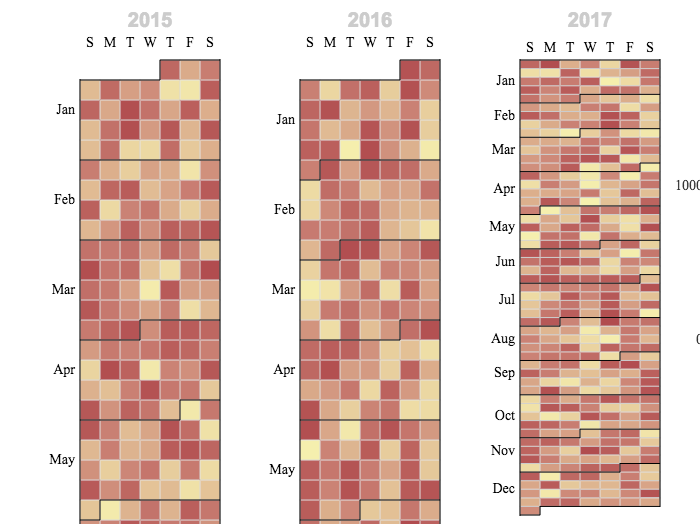 2015
S M T W T F S
Jan
Feb
Mar
Apr
May
2016
S M T W T F S
Jan
Feb
Mar
Apr
May
2017
S M T W T F S
Jan
Feb
Mar
Apr
May
Jun
Jul
Aug
Sep
Oct
Nov
Dec
1000
0